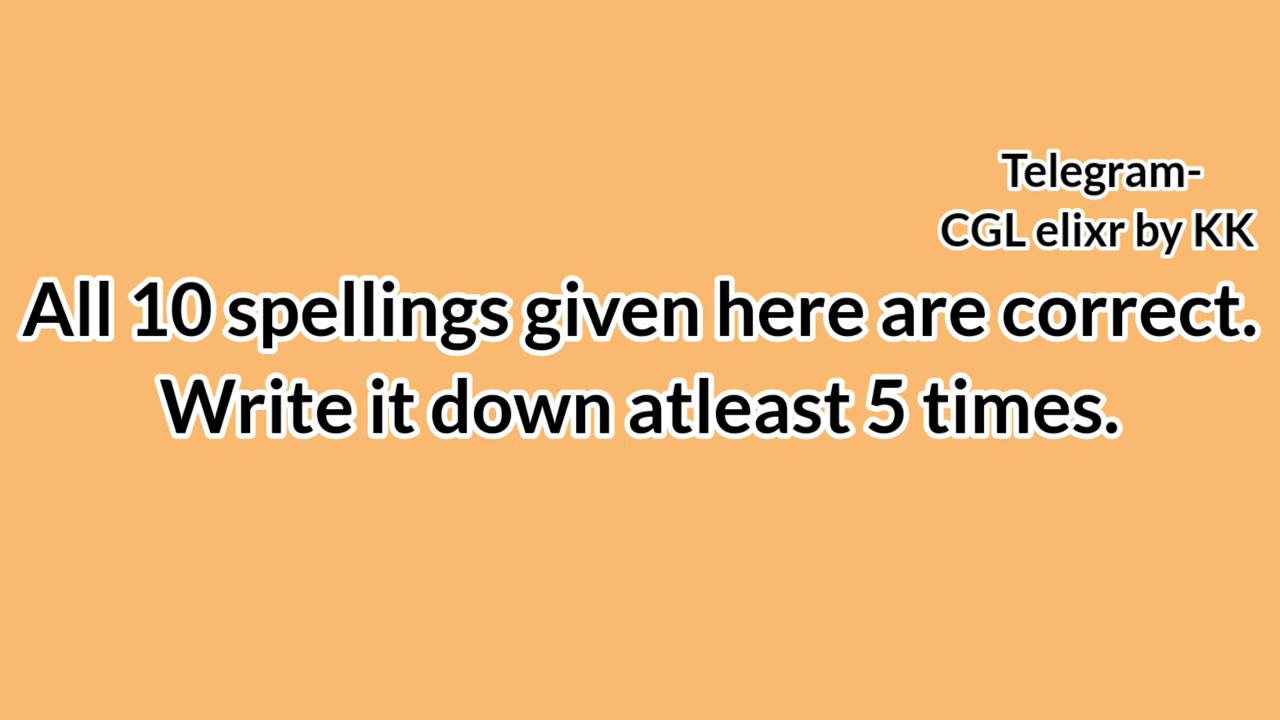 Telegram-
CGL elixr by KK
All 10 spellings given here are correct.
Write it down atleast 5 times.